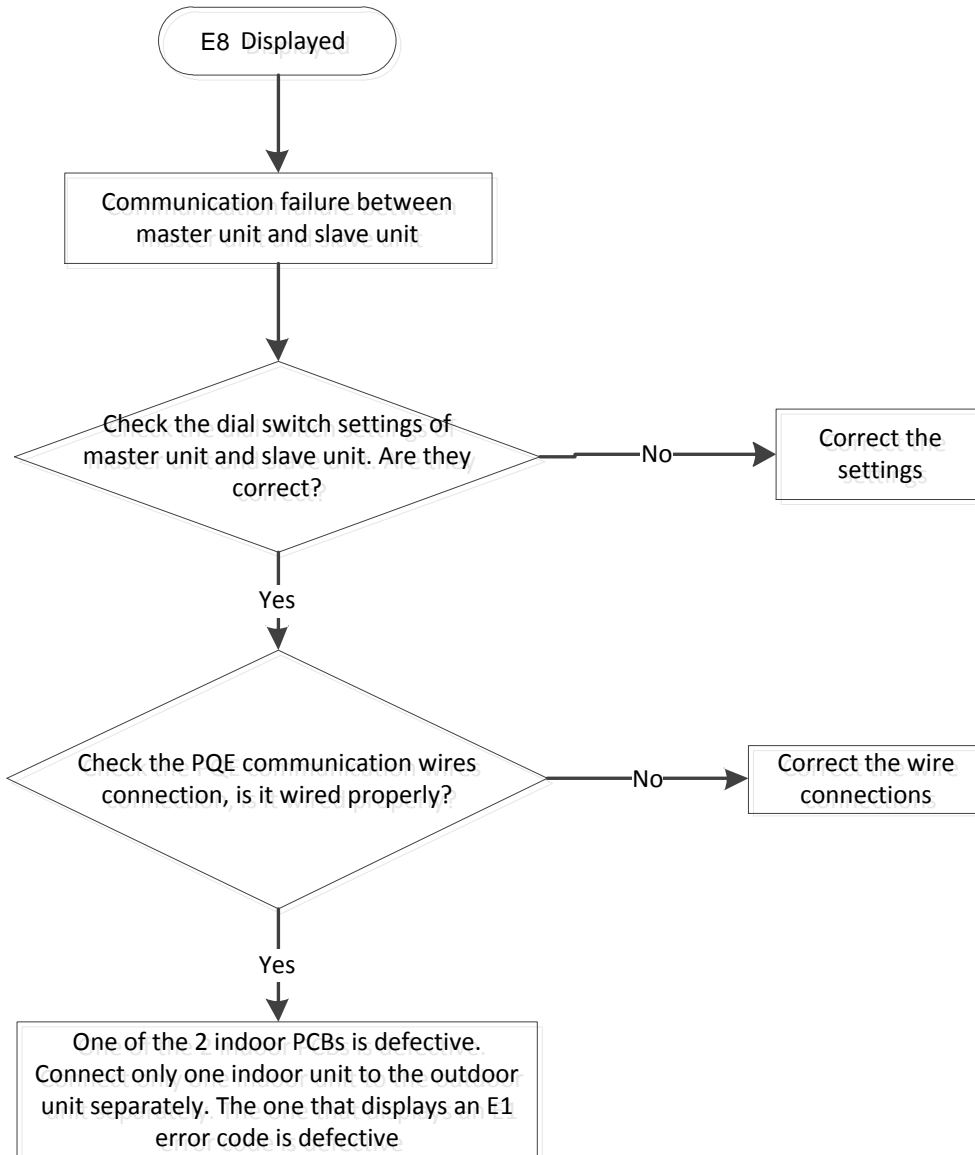 E8 Displayed
Communication failure between
master unit and slave unit
Check the dial switch settings of
master unit and slave unit. Are they
correct?
No
Correct the
settings
Yes
Check the PQE communication wires
connection, is it wired properly?
No
Correct the wire
connections
Yes
One of the 2 indoor PCBs is defective.
Connect only one indoor unit to the outdoor
unit separately. The one that displays an E1
error code is defective